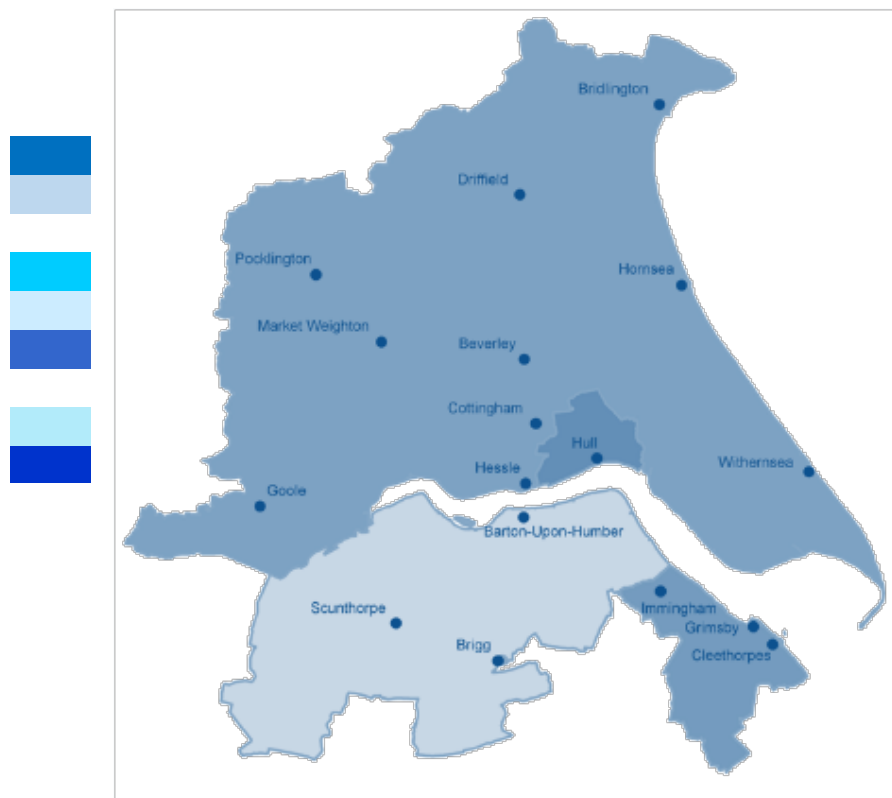 Bridlington
Driffield
Pocklington
Hornsea
Market Weighton
Beverley
Cottingham
Hull
Hessle
Withernsea
Goole
Barton-Upon-Humber
Immingham
Scunthorpe
Grimsby
Brigg
Cleethorpes